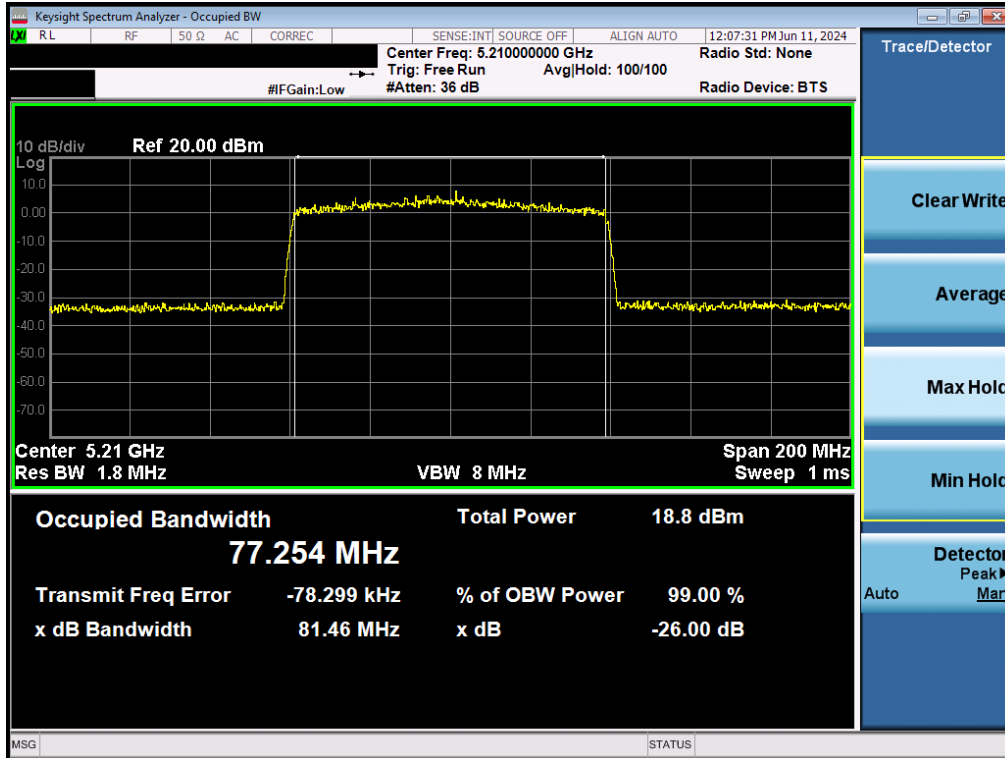 Keysight Spectrum Analyzer - Occupied BW
LXI RL RF 50 Ω AC CORREC SENSE:INT SOURCE OFF ALIGN AUTO 12:07:31 PM Jun 11, 2024
Center Freq: 5.210000000 GHz Radio Std: None
Trig: Free Run Avg|Hold: 100/100
#IFGain:Low #Atten: 36 dB Radio Device: BTS
Trace/Detector
10 dB/div Ref 20.00 dBm
Log
10.0
0.00
-10.0
-20.0
-30.0
-40.0
-50.0
-60.0
-70.0
Center 5.21 GHz Span 200 MHz
Res BW 1.8 MHz VBW 8 MHz Sweep 1 ms
Occupied Bandwidth Total Power 18.8 dBm
77.254 MHz
Transmit Freq Error -78.299 kHz % of OBW Power 99.00 %
x dB Bandwidth 81.46 MHz x dB -26.00 dB
Clear Write
Average
Max Hold
Min Hold
Detector
Peak
Auto Man
MSG STATUS